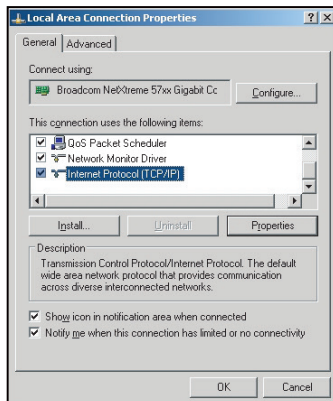 Local Area Connection Properties
General
Advanced
Connect using:
Broadcom NetXtreme 57xx Gigabit Cc
Configure...
This connection uses the following items:
QoS Packet Scheduler
Network Monitor Driver
Internet Protocol (TCP/IP)
Install...
Uninstall
Properties
Description
Transmission Control Protocol/Internet Protocol. The default
wide area network protocol that provides communication
across diverse interconnected networks.
Show icon in notification area when connected
Notify me when this connection has limited or no connectivity
OK
Cancel